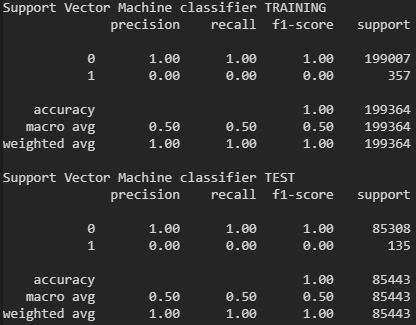 Support Vector Machine classifier TRAINING
precision recall f1-score support
0 1.00 1.00 1.00 199007
1 0.00 0.00 0.00 357
accuracy 1.00 199364
macro avg 0.50 0.50 0.50 199364
weighted avg 1.00 1.00 1.00 199364
Support Vector Machine classifier TEST
precision recall f1-score support
0 1.00 1.00 1.00 85308
1 0.00 0.00 0.00 135
accuracy 1.00 85443
macro avg 0.50 0.50 0.50 85443
weighted avg 1.00 1.00 1.00 85443